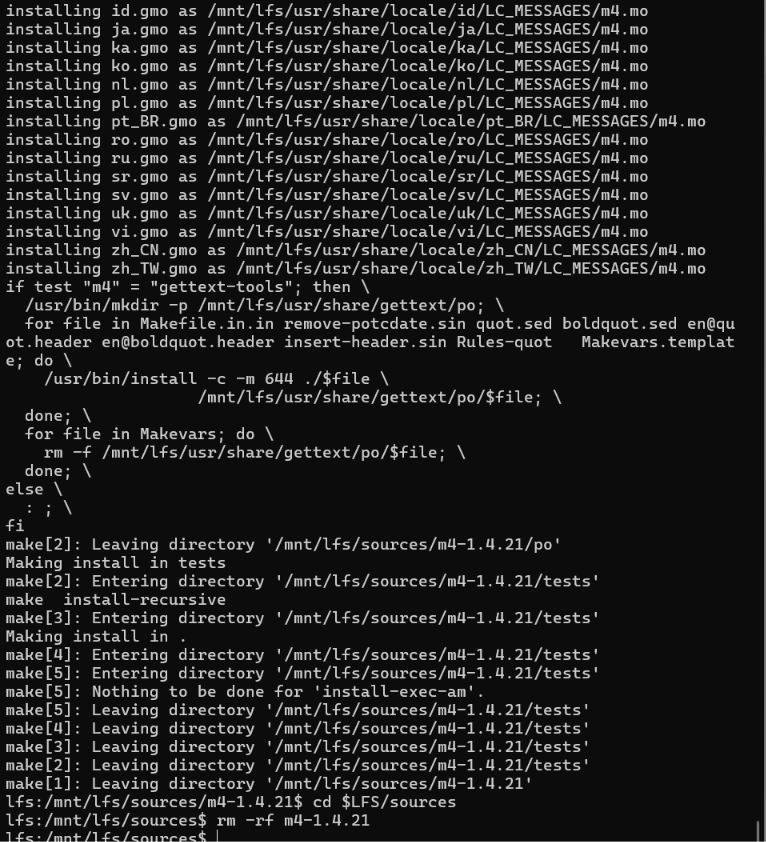 installing id.gmo as /mnt/lfs/usr/share/locale/id/LC_MESSAGES/m4.mo
installing ja.gmo as /mnt/lfs/usr/share/locale/ja/LC_MESSAGES/m4.mo
installing ka.gmo as /mnt/lfs/usr/share/locale/ka/LC_MESSAGES/m4.mo
installing ko.gmo as /mnt/lfs/usr/share/locale/ko/LC_MESSAGES/m4.mo
installing nl.gmo as /mnt/lfs/usr/share/locale/nl/LC_MESSAGES/m4.mo
installing pl.gmo as /mnt/lfs/usr/share/locale/pl/LC_MESSAGES/m4.mo
installing pt_BR.gmo as /mnt/lfs/usr/share/locale/pt_BR/LC_MESSAGES/m4.mo
installing ro.gmo as /mnt/lfs/usr/share/locale/ro/LC_MESSAGES/m4.mo
installing ru.gmo as /mnt/lfs/usr/share/locale/ru/LC_MESSAGES/m4.mo
installing sr.gmo as /mnt/lfs/usr/share/locale/sr/LC_MESSAGES/m4.mo
installing sv.gmo as /mnt/lfs/usr/share/locale/sv/LC_MESSAGES/m4.mo
installing uk.gmo as /mnt/lfs/usr/share/locale/uk/LC_MESSAGES/m4.mo
installing vi.gmo as /mnt/lfs/usr/share/locale/vi/LC_MESSAGES/m4.mo
installing zh_CN.gmo as /mnt/lfs/usr/share/locale/zh_CN/LC_MESSAGES/m4.mo
installing zh_TW.gmo as /mnt/lfs/usr/share/locale/zh_TW/LC_MESSAGES/m4.mo
if test "m4" = "gettext-tools"; then \
  /usr/bin/mkdir -p /mnt/lfs/usr/share/gettext/po; \
  for file in Makefile.in.in remove-potcdate.sin quot.sed boldquot.sed en@qu
ot.header en@boldquot.header insert-header.sin Rules-quot   Makevars.templat
e; do \
    /usr/bin/install -c -m 644 ./$file \
                    /mnt/lfs/usr/share/gettext/po/$file; \
  done; \
  for file in Makevars; do \
    rm -f /mnt/lfs/usr/share/gettext/po/$file; \
  done; \
else \
  : ; \
fi
make[2]: Leaving directory '/mnt/lfs/sources/m4-1.4.21/po'
Making install in tests
make[2]: Entering directory '/mnt/lfs/sources/m4-1.4.21/tests'
make  install-recursive
make[3]: Entering directory '/mnt/lfs/sources/m4-1.4.21/tests'
Making install in .
make[4]: Entering directory '/mnt/lfs/sources/m4-1.4.21/tests'
make[5]: Entering directory '/mnt/lfs/sources/m4-1.4.21/tests'
make[5]: Nothing to be done for 'install-exec-am'.
make[5]: Leaving directory '/mnt/lfs/sources/m4-1.4.21/tests'
make[4]: Leaving directory '/mnt/lfs/sources/m4-1.4.21/tests'
make[3]: Leaving directory '/mnt/lfs/sources/m4-1.4.21/tests'
make[2]: Leaving directory '/mnt/lfs/sources/m4-1.4.21/tests'
make[1]: Leaving directory '/mnt/lfs/sources/m4-1.4.21'
lfs:/mnt/lfs/sources/m4-1.4.21$ cd $LFS/sources
lfs:/mnt/lfs/sources$ rm -rf m4-1.4.21
lfs:/mnt/lfs/sources$